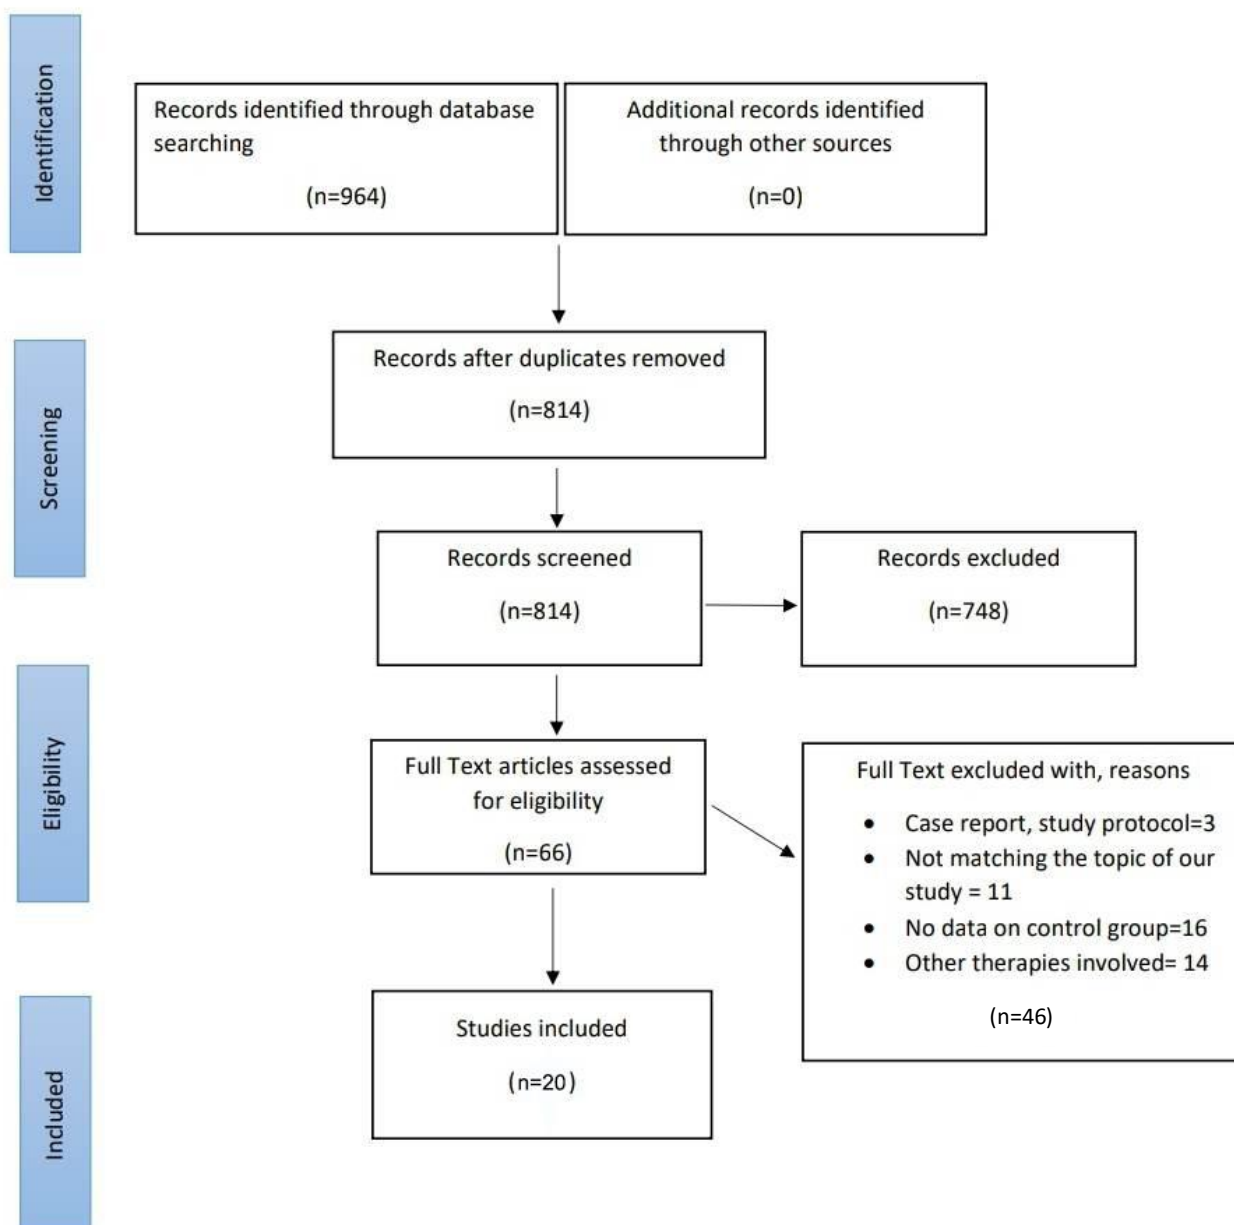 Identification
Records identified through database
searching
(n=964)
Additional records identified
through other sources
(n=0)
Screening
Records after duplicates removed
(n=814)
Records screened
(n=814)
Records excluded
(n=748)
Eligibility
Full Text articles assessed
for eligibility
(n=66)
Full Text excluded with, reasons
• Case report, study protocol=3
• Not matching the topic of our
study = 11
• No data on control group=16
• Other therapies involved= 14
(n=46)
Included
Studies included
(n=20)